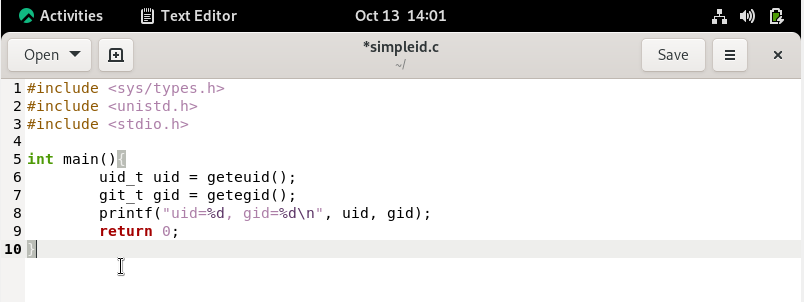 Activities Text Editor Oct 13 14:01
Open *simpleid.c Save
~/
1 #include <sys/types.h>
2 #include <unistd.h>
3 #include <stdio.h>
4
5 int main(){
6 uid_t uid = geteuid();
7 git_t gid = getegid();
8 printf("uid=%d, gid=%d\n", uid, gid);
9 return 0;
10 }